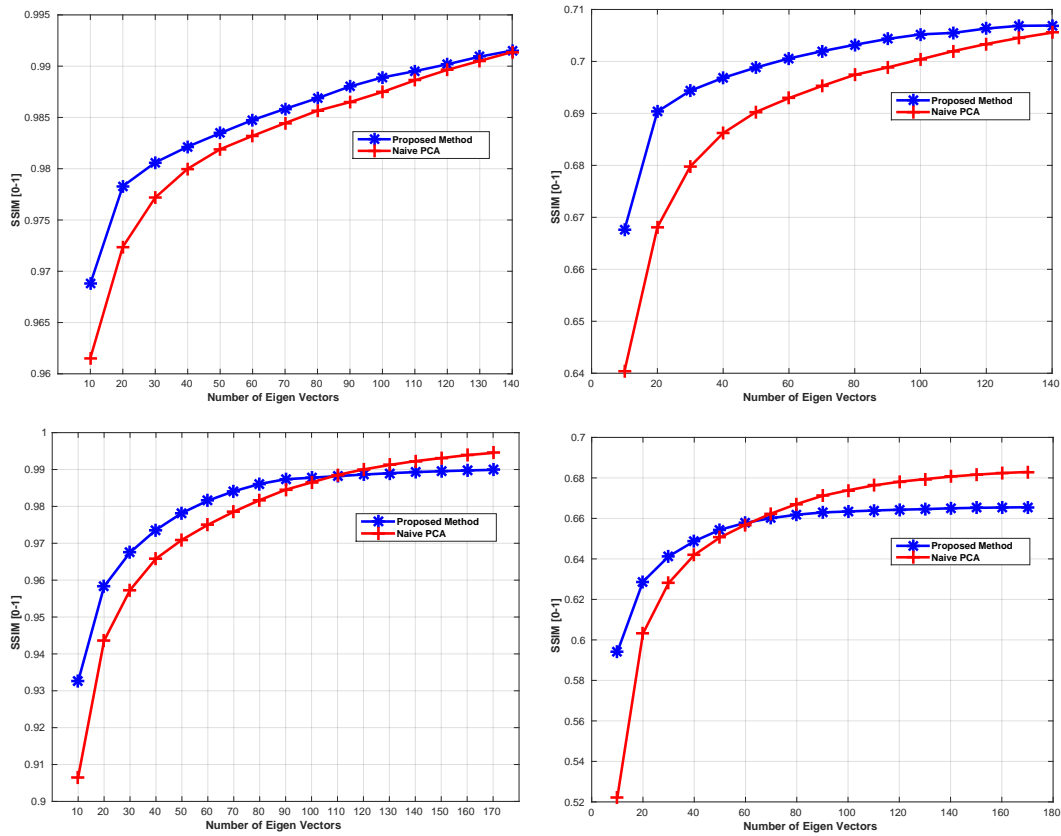 0.995
0.99
0.985
0.98
0.975
0.97
0.965
0.96
SSIM [0-1]
10 20 30 40 50 60 70 80 90 100 110 120 130 140
Number of Eigen Vectors
Proposed Method
Naive PCA
0.71
0.7
0.69
0.68
0.67
0.66
0.65
0.64
SSIM [0-1]
0 20 40 60 80 100 120 140
Number of Eigen Vectors
Proposed Method
Naive PCA
1
0.99
0.98
0.97
0.96
0.95
0.94
0.93
0.92
0.91
0.9
SSIM [0-1]
10 20 30 40 50 60 70 80 90 100 110 120 130 140 150 160 170
Number of Eigen Vectors
Proposed Method
Naive PCA
0.7
0.68
0.66
0.64
0.62
0.6
0.58
0.56
0.54
0.52
SSIM [0-1]
0 20 40 60 80 100 120 140 160 180
Number of Eigen Vectors
Proposed Method
Naive PCA